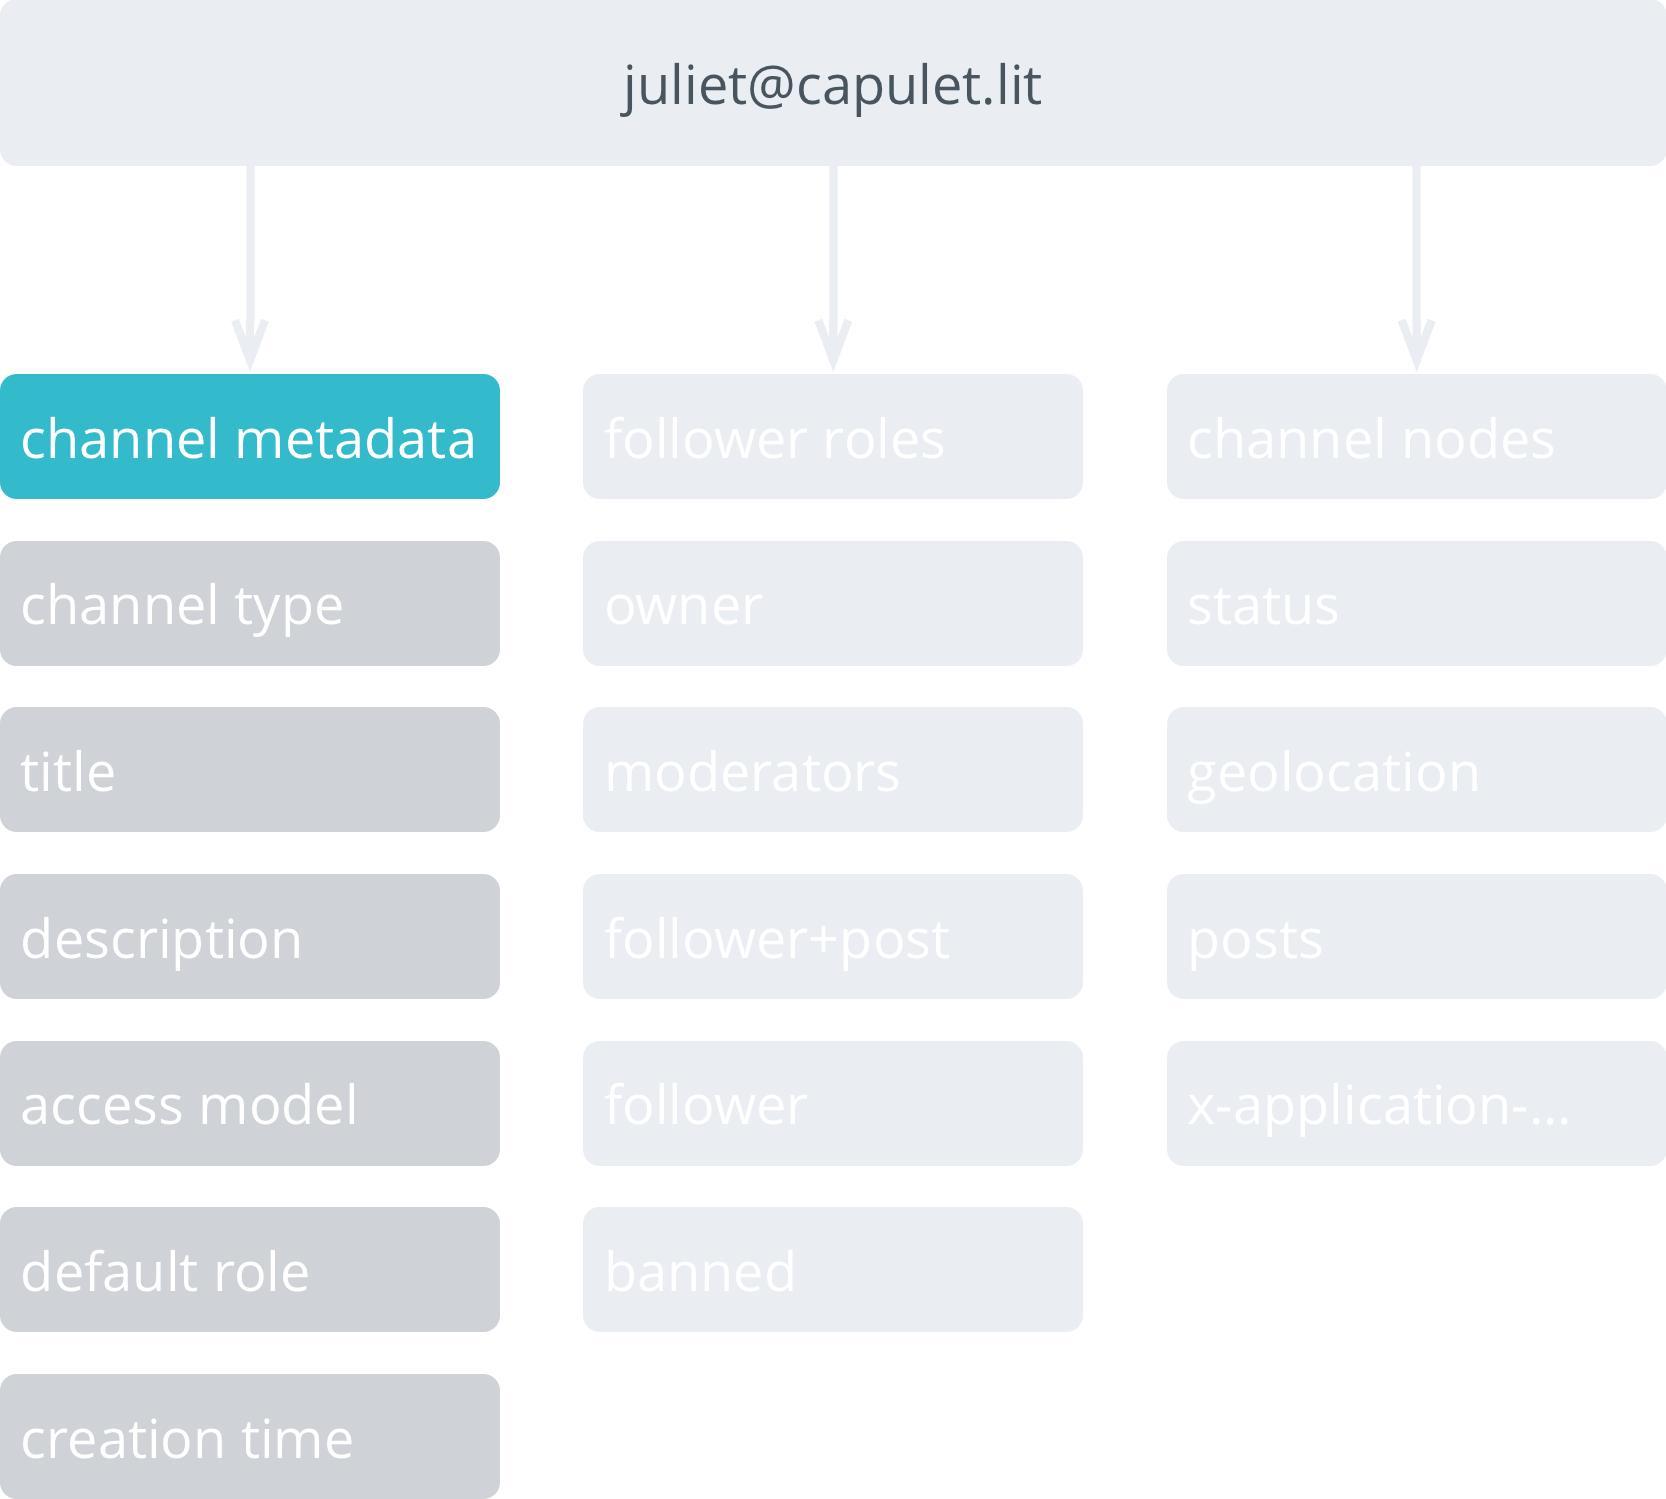 juliet@capulet.lit
channel metadata
channel type
title
description
access model
default role
creation time
follower roles
owner
moderators
follower+post
follower
banned
channel nodes
status
geolocation
posts
x-application-...